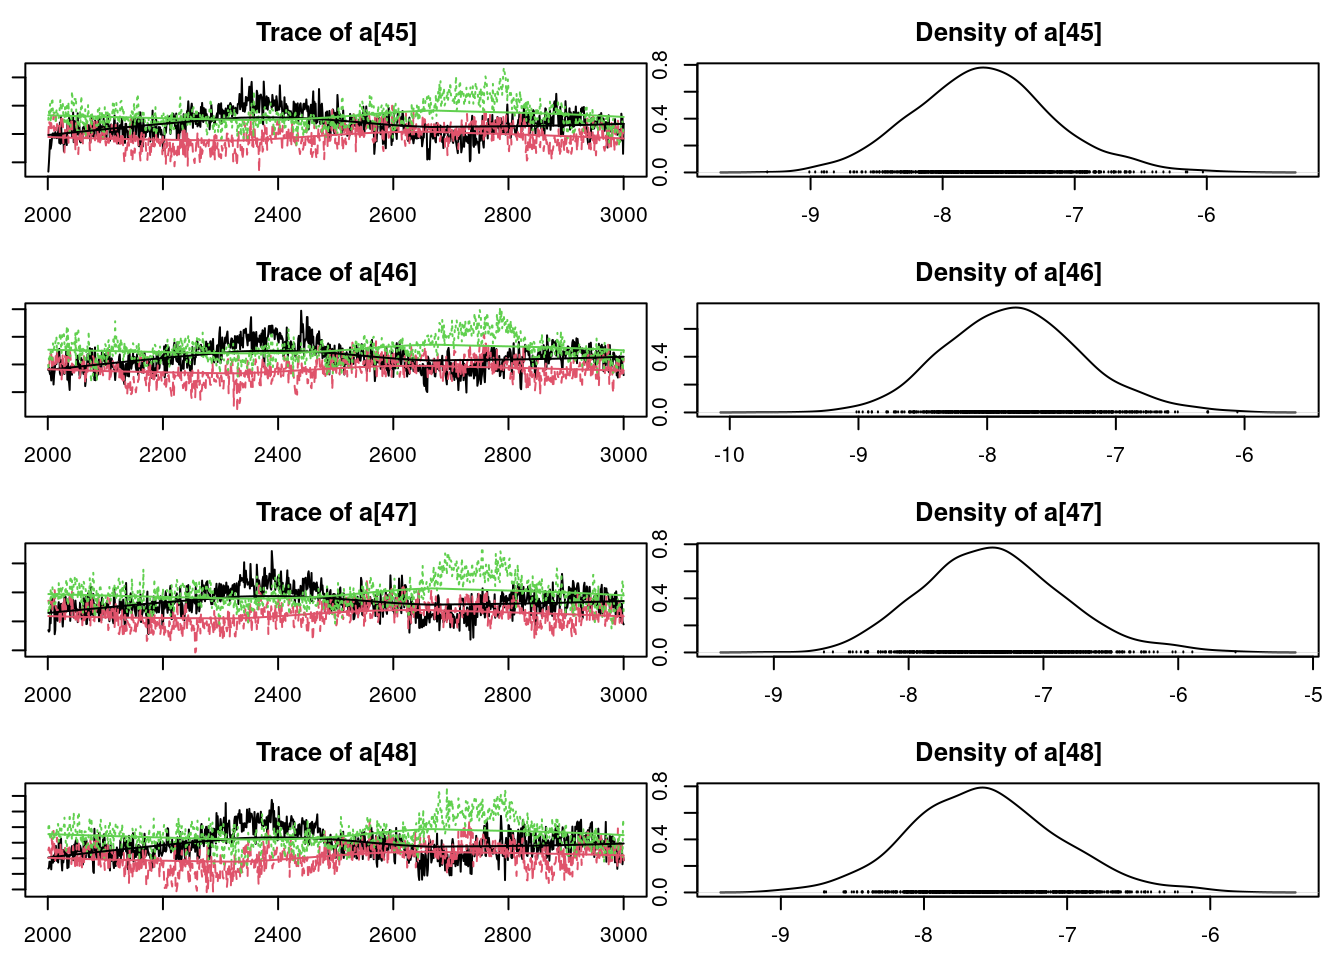 Trace of a[45]
2000 2200 2400 2600 2800 3000
Density of a[45]
0.0 0.4 0.8
-9 -8 -7 -6
Trace of a[46]
2000 2200 2400 2600 2800 3000
Density of a[46]
0.0 0.4
-10 -9 -8 -7 -6
Trace of a[47]
2000 2200 2400 2600 2800 3000
Density of a[47]
0.0 0.4 0.8
-9 -8 -7 -6 -5
Trace of a[48]
2000 2200 2400 2600 2800 3000
Density of a[48]
0.0 0.4 0.8
-9 -8 -7 -6